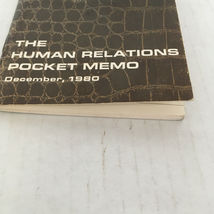 THE
HUMAN RELATIONS
POCKET MEMO
December, 1980